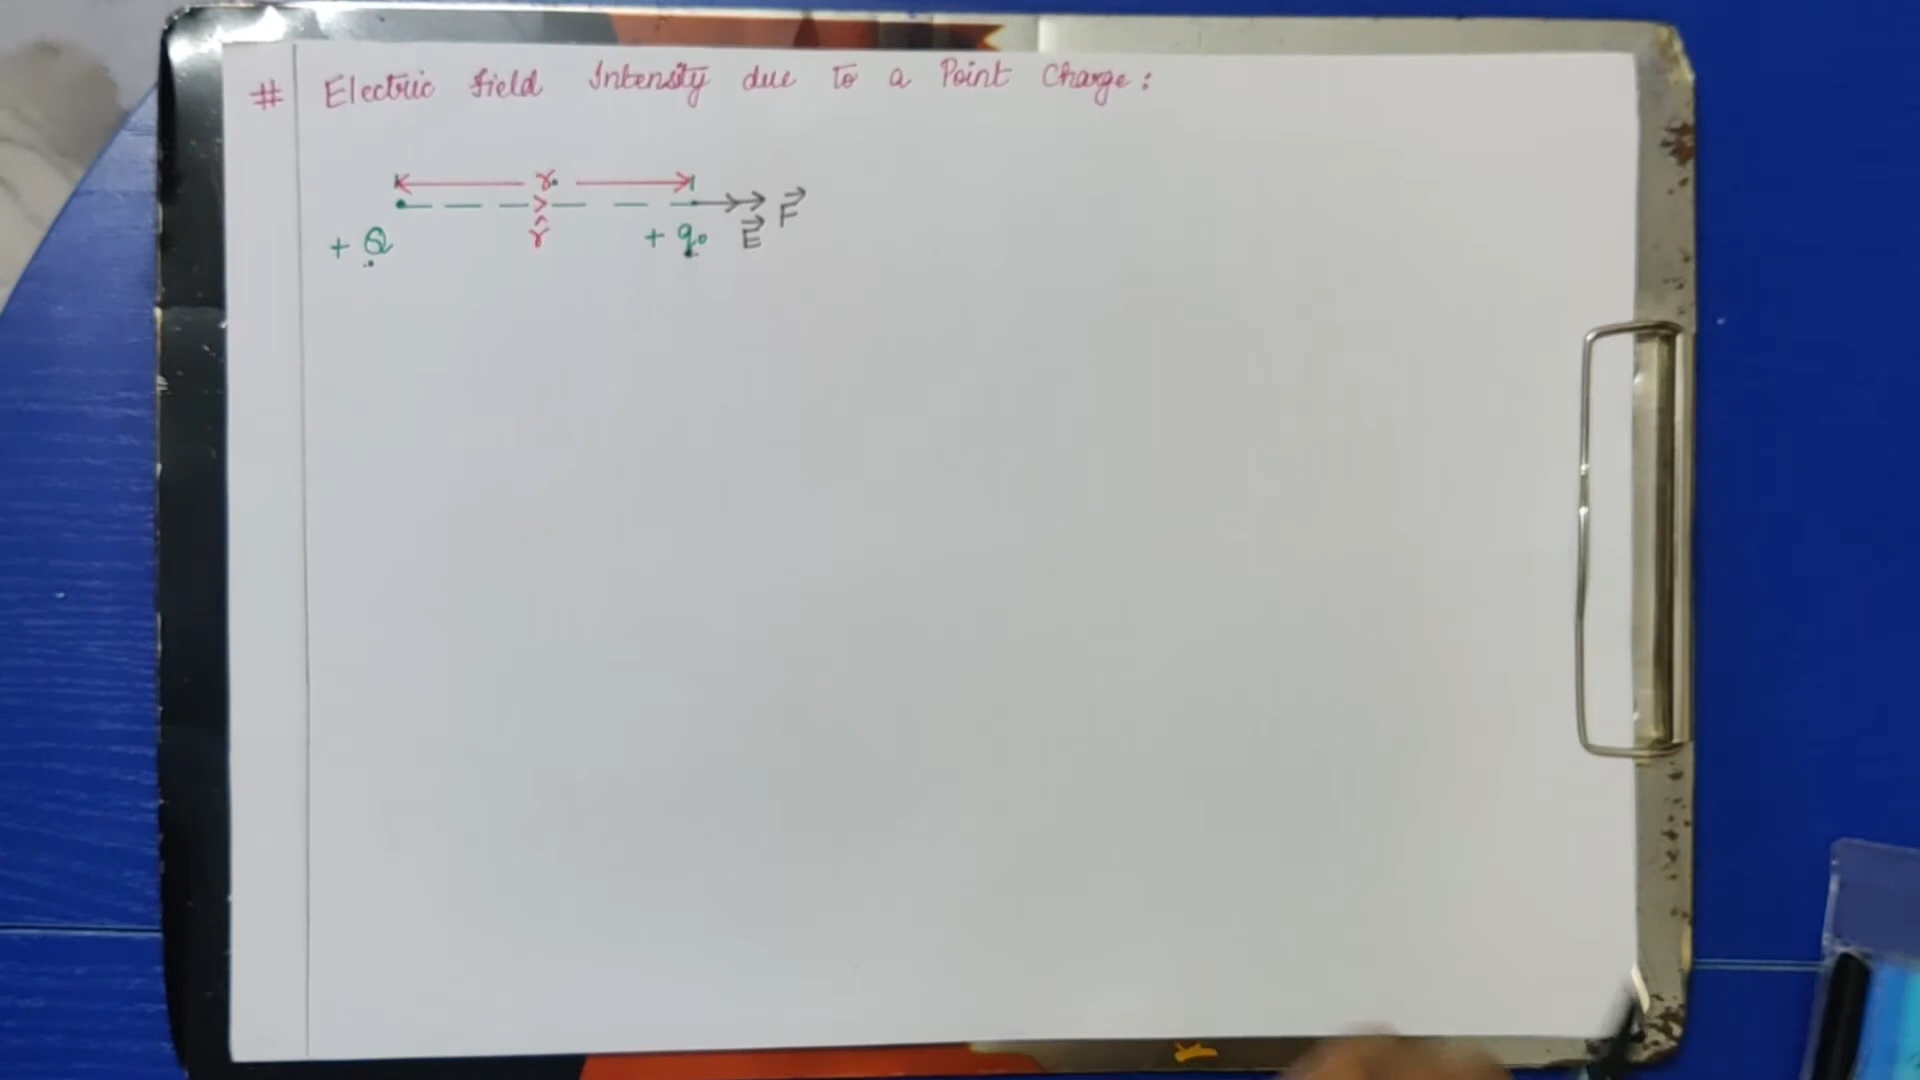 # Electric field Intensity due to a Point Charge:
r
+ Q r̂ + q₀ E⃗ F⃗